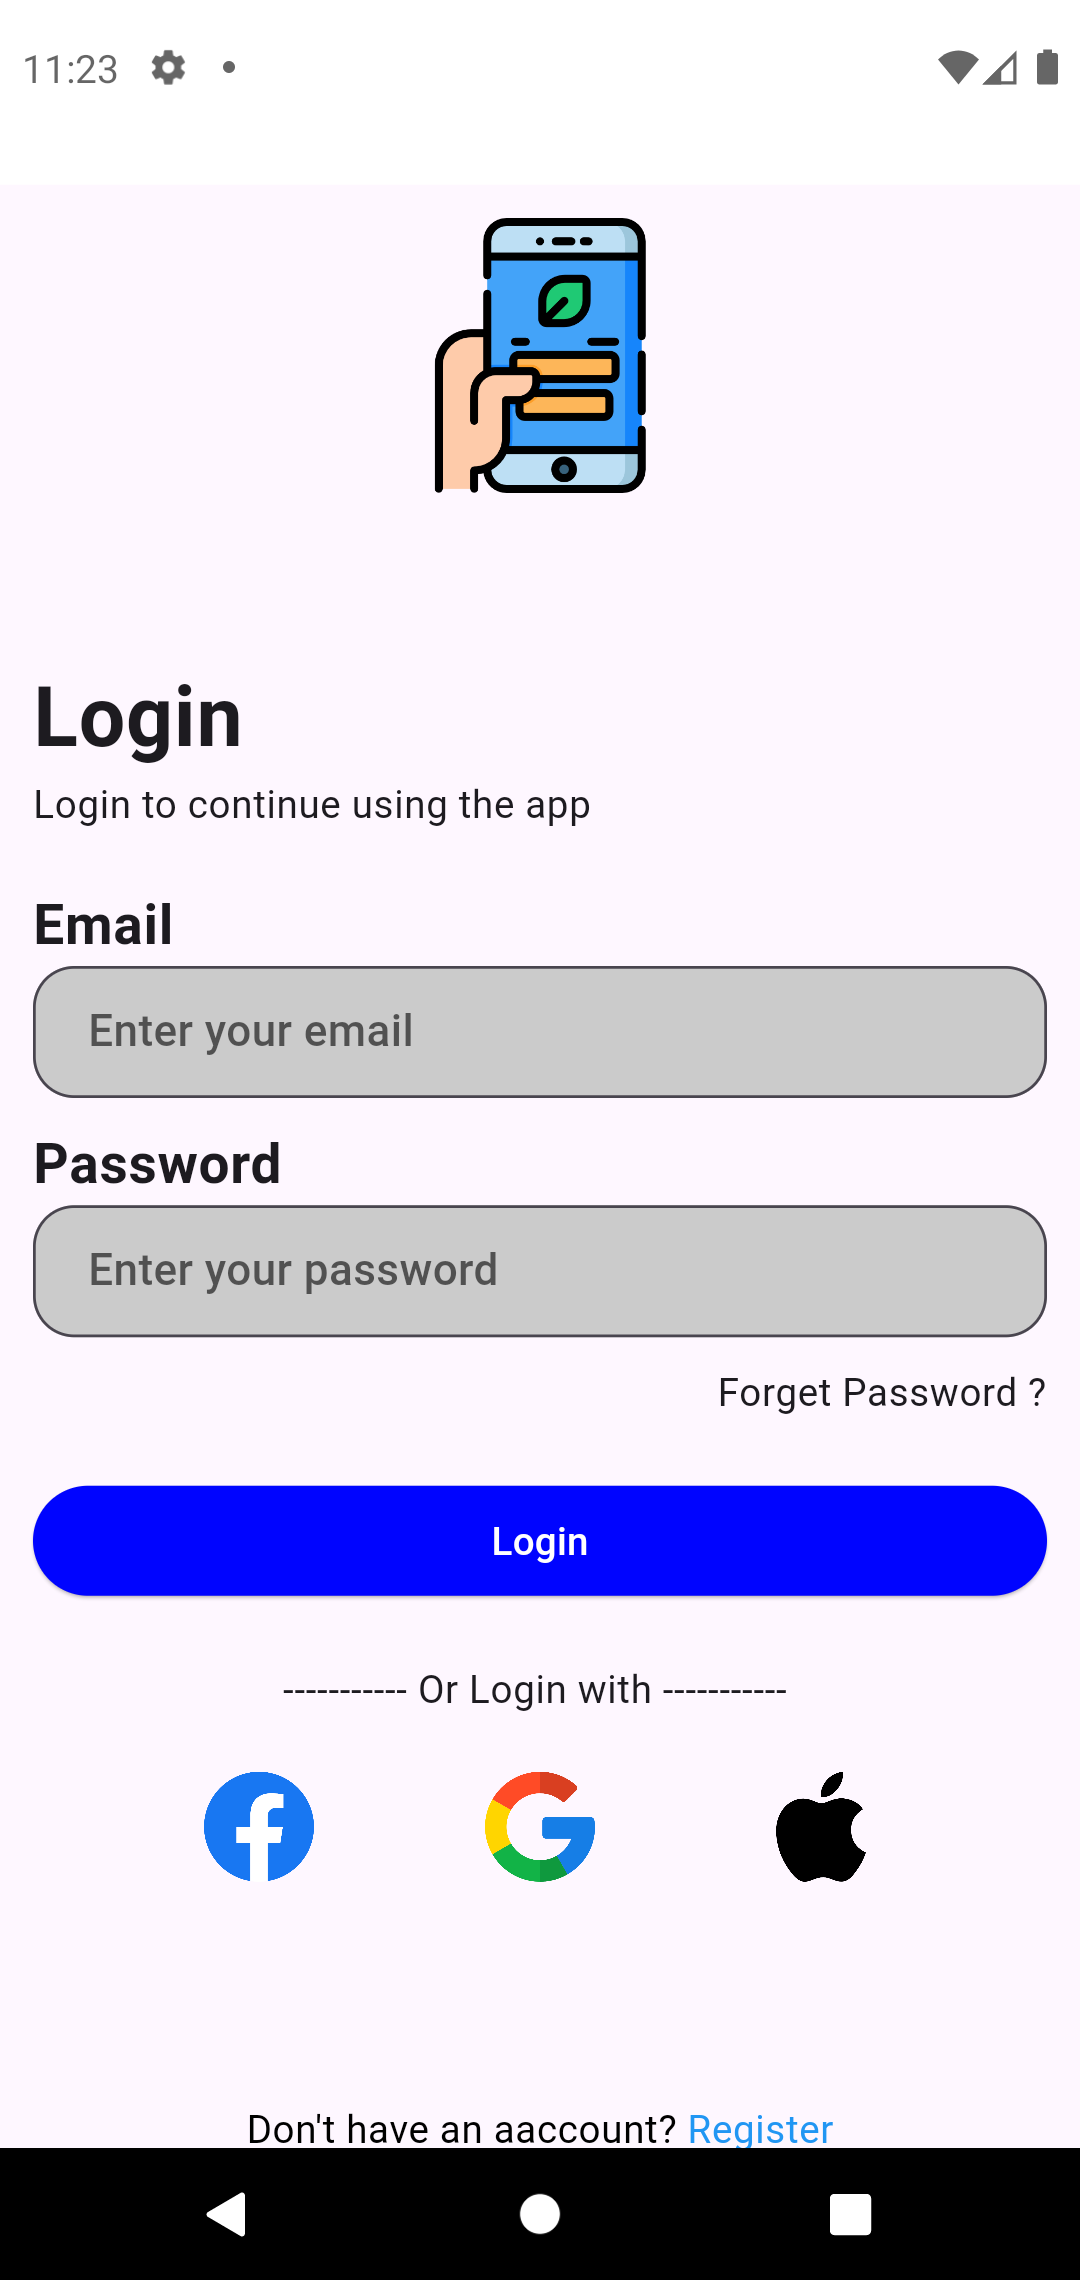 11:23
Login
Login to continue using the app
Email
Enter your email
Password
Enter your password
Forget Password ?
Login
----------- Or Login with -----------
Don't have an aaccount? Register